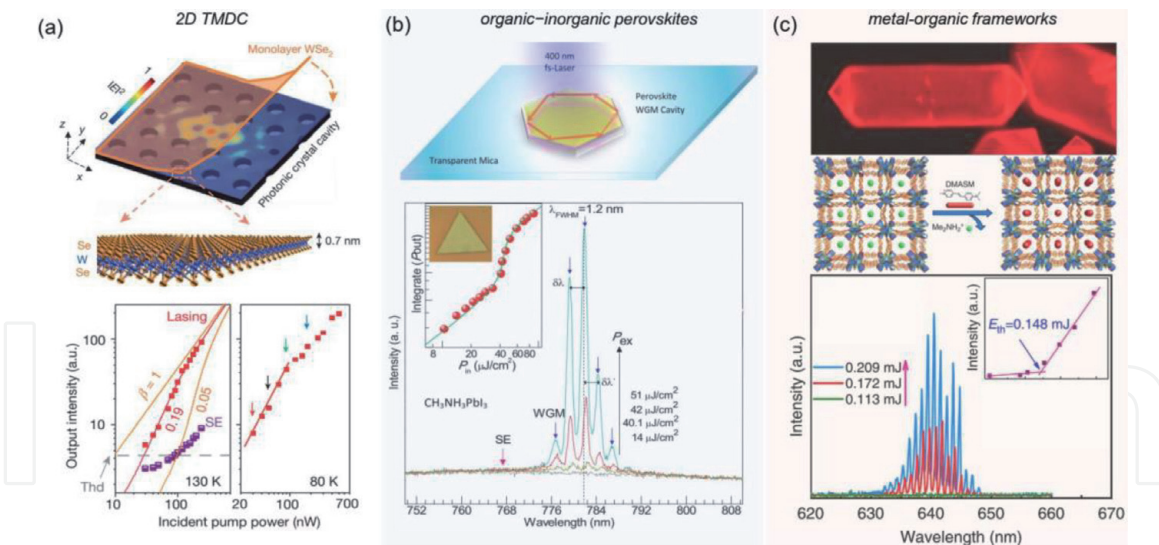 2D TMDC
organic–inorganic perovskites
metal-organic frameworks
(a)
Monolayer WSe₂
1
|E|²
0
z
y
x
Photonic crystal cavity
Se
W
Se
0.7 nm
Output intensity (a.u.)
100
10
Lasing
β = 1
0.19
0.05
SE
Thd
130 K
80 K
10
100
20
100
700
Incident pump power (nW)
(b)
400 nm
fs-Laser
Perovskite
WGM Cavity
Transparent Mica
λFWHM=1.2 nm
Integrate (Pout)
8
20
40
60
80
Pin (μJ/cm²)
δλ
δλ'
Pex
51 μJ/cm²
42 μJ/cm²
40.1 μJ/cm²
14 μJ/cm²
CH₃NH₃PbI₃
WGM
SE
Intensity (a. u.)
752 760 768 776 784 792 800 808
Wavelength (nm)
(c)
DMASM
Me₂NH₂⁺
Intensity (a.u.)
Intensity (a.u.)
Eth=0.148 mJ
0.209 mJ
0.172 mJ
0.113 mJ
620 630 640 650 660 670
Wavelength (nm)